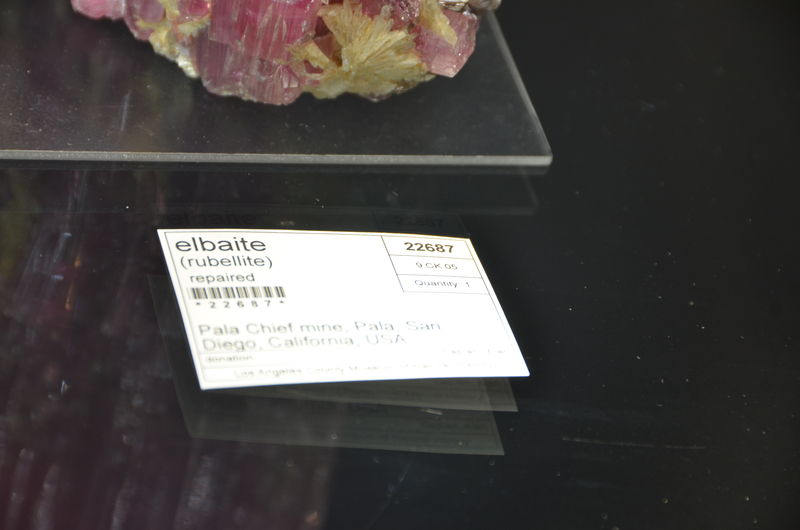 elbaite
22687
(rubellite)
9.CK.05
repaired
Quantity: 1
*22687*
Pala Chief mine, Pala, San
Diego, California, USA
donation
Los Angeles County Museum of